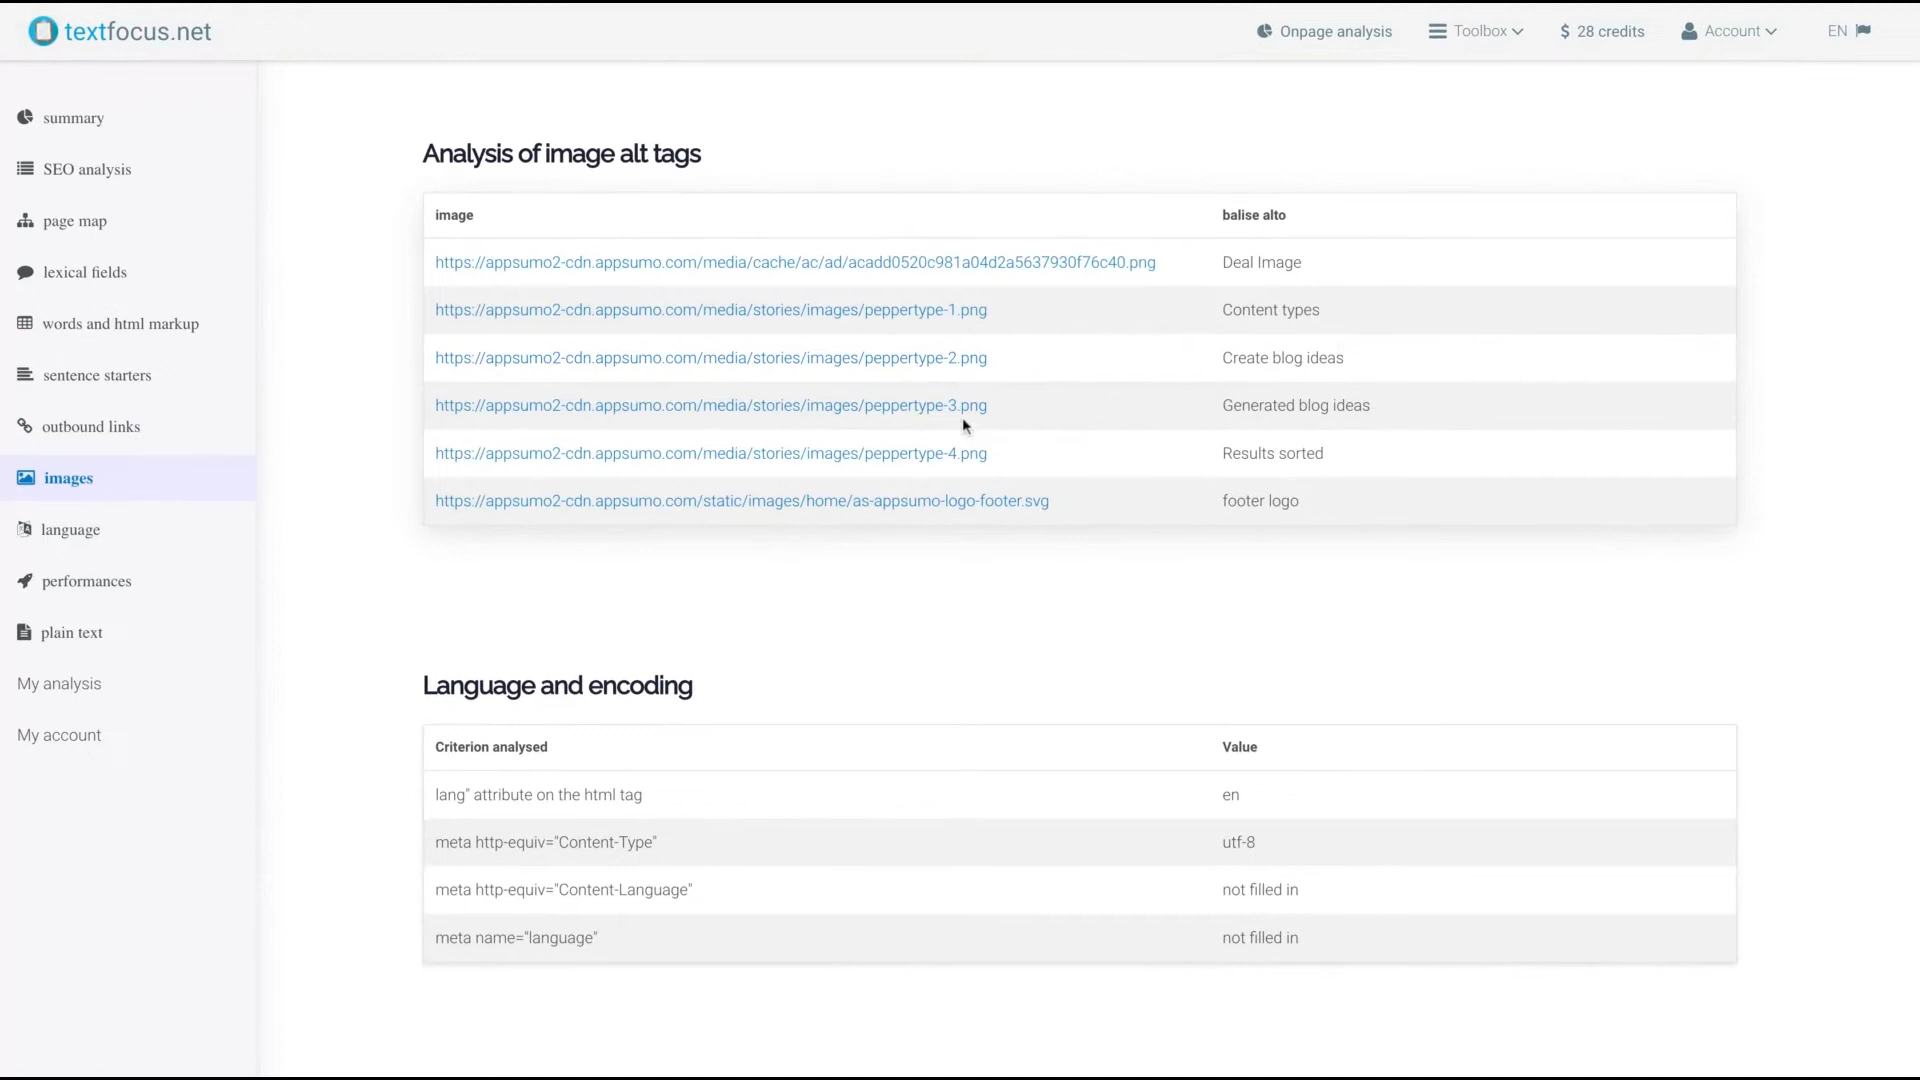 textfocus.net
Onpage analysis
Toolbox
$ 28 credits
Account
EN
summary
SEO analysis
page map
lexical fields
words and html markup
sentence starters
outbound links
images
language
performances
plain text
My analysis
My account
Analysis of image alt tags
image balise alto
https://appsumo2-cdn.appsumo.com/media/cache/ac/ad/acadd0520c981a04d2a5637930f76c40.png Deal Image
https://appsumo2-cdn.appsumo.com/media/stories/images/peppertype-1.png Content types
https://appsumo2-cdn.appsumo.com/media/stories/images/peppertype-2.png Create blog ideas
https://appsumo2-cdn.appsumo.com/media/stories/images/peppertype-3.png Generated blog ideas
https://appsumo2-cdn.appsumo.com/media/stories/images/peppertype-4.png Results sorted
https://appsumo2-cdn.appsumo.com/static/images/home/as-appsumo-logo-footer.svg footer logo
Language and encoding
Criterion analysed Value
lang" attribute on the html tag en
meta http-equiv="Content-Type" utf-8
meta http-equiv="Content-Language" not filled in
meta name="language" not filled in